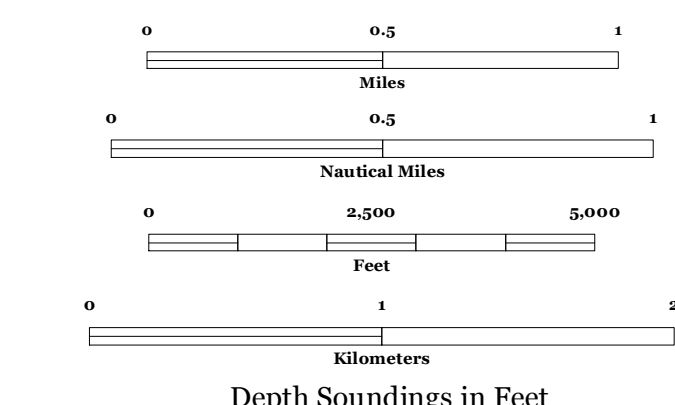 0 0.5 1
Miles
0 0.5 1
Nautical Miles
0 2,500 5,000
Feet
0 1 2
Kilometers
Depth Soundings in Feet